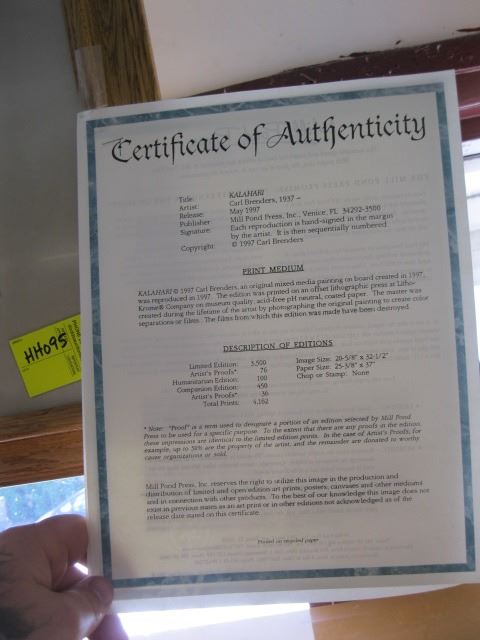 Certificate of Authenticity
Title: KALAHARI
Artist: Carl Brenders, 1937 –
Release: May 1997
Publisher: Mill Pond Press, Inc., Venice, FL 34292-3500
Signature: Each reproduction is hand-signed in the margin
by the artist. It is then sequentially numbered
Copyright: © 1997 Carl Brenders
PRINT MEDIUM
KALAHARI © 1997 Carl Brenders, an original mixed media painting on board created in 1997,
was reproduced in 1997. The edition was printed on an offset lithographic press at Litho-
Krome® Company on museum quality, acid-free pH neutral, coated paper. The master was
created during the lifetime of the artist by photographing the original painting to create color
separations or films. The films from which this edition was made have been destroyed.
DESCRIPTION OF EDITIONS
Limited Edition: 3,500 Image Size: 20-5/8" x 32-1/2"
Artist's Proofs*: 76 Paper Size: 25-3/8" x 37"
Humanitarian Edition: 100 Chop or Stamp: None
Companion Edition: 450
Artist's Proofs*: 36
Total Prints: 4,162
* Note: "Proof" is a term used to designate a portion of an edition selected by Mill Pond
Press to be used for a specific purpose. To the extent that there are any proofs in the edition,
these impressions are identical to the limited edition prints. In the case of Artist's Proofs, for
example, up to 50% are the property of the artist, and the remainder are donated to worthy
cause organizations or sold.
Mill Pond Press, Inc. reserves the right to utilize this image in the production and
distribution of limited and open edition art prints, posters, canvases and other mediums
and in connection with other products. To the best of our knowledge this image does not
exist in previous states as an art print or in other editions not acknowledged as of the
release date stated on this certificate.
Printed on recycled paper
HH095